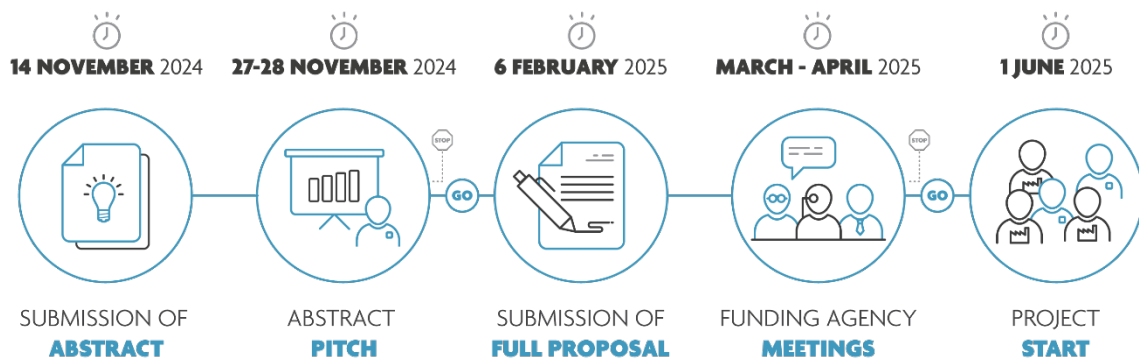 14 NOVEMBER 2024
27-28 NOVEMBER 2024
6 FEBRUARY 2025
MARCH - APRIL 2025
1 JUNE 2025
STOP
GO
STOP
GO
SUBMISSION OF
ABSTRACT
ABSTRACT
PITCH
SUBMISSION OF
FULL PROPOSAL
FUNDING AGENCY
MEETINGS
PROJECT
START